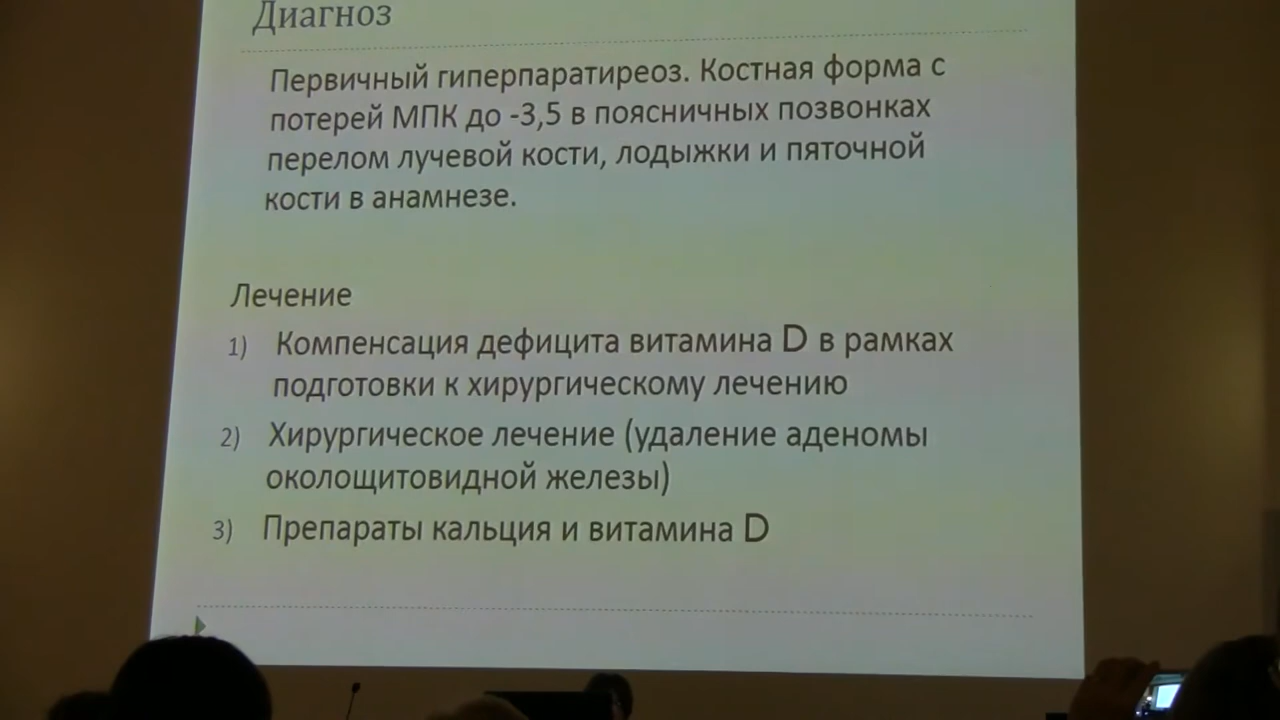 Диагноз
Первичный гиперпаратиреоз. Костная форма с
потерей МПК до -3,5 в поясничных позвонках
перелом лучевой кости, лодыжки и пяточной
кости в анамнезе.
Лечение
1) Компенсация дефицита витамина D в рамках
подготовки к хирургическому лечению
2) Хирургическое лечение (удаление аденомы
околощитовидной железы)
3) Препараты кальция и витамина D